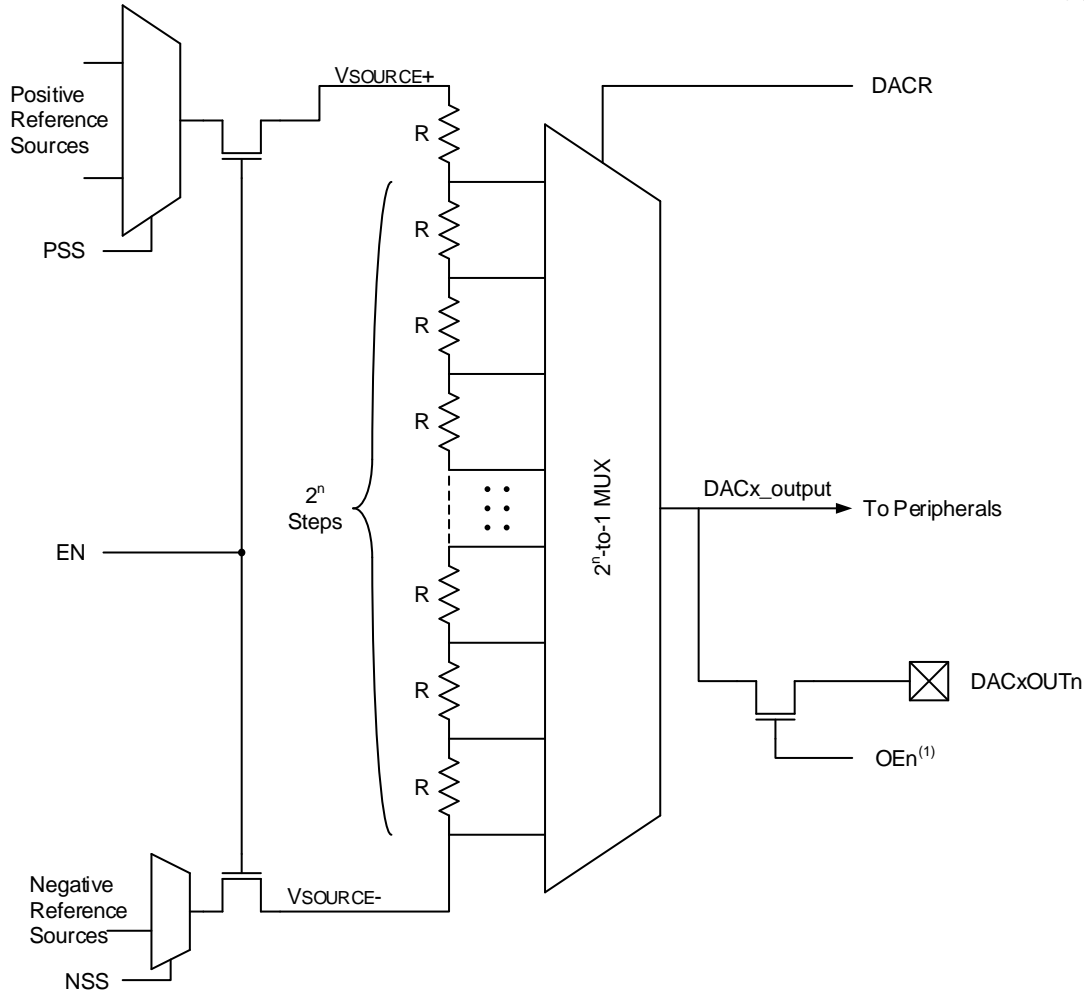 VSOURCE+
DACR
Positive
Reference
Sources
R
R
PSS
R
R
2ⁿ
Steps
2ⁿ-to-1 MUX
DACx_output
To Peripherals
EN
R
R
DACxOUTn
OEn⁽¹⁾
R
Negative
Reference
Sources
VSOURCE-
NSS